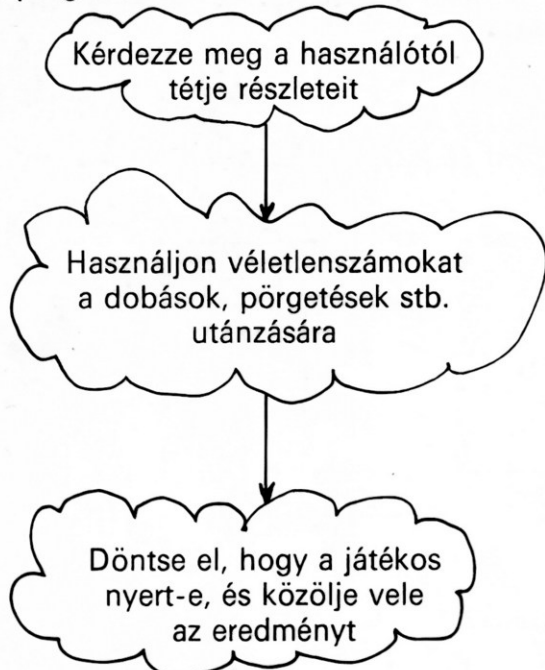 Kérdezze meg a használótól
tétje részleteit
Használjon véletlenszámokat
a dobások, pörgetések stb.
utánzására
Döntse el, hogy a játékos
nyert-e, és közölje vele
az eredményt